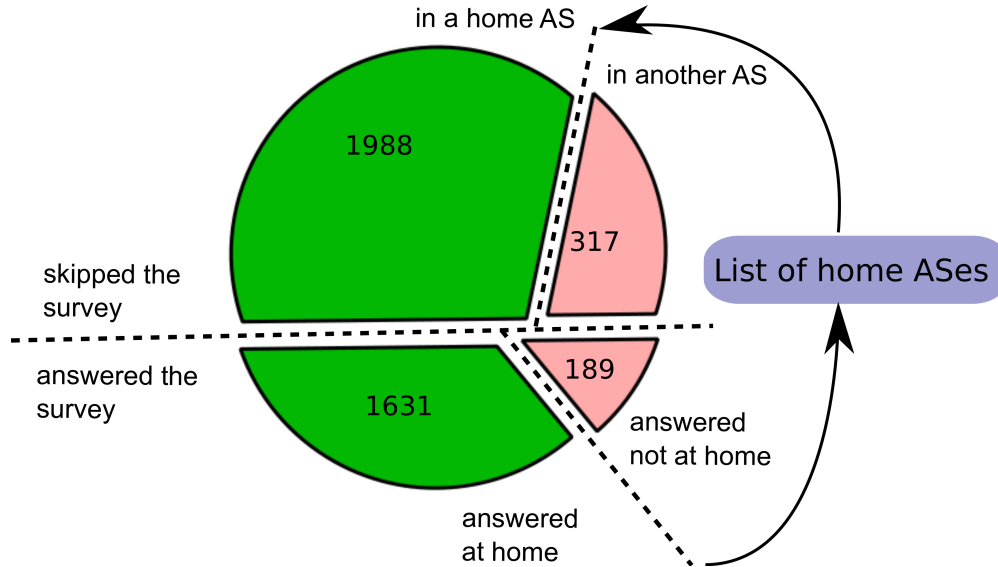 in a home AS
in another AS
1988
317
List of home ASes
skipped the
survey
answered the
survey
189
1631
answered
not at home
answered
at home